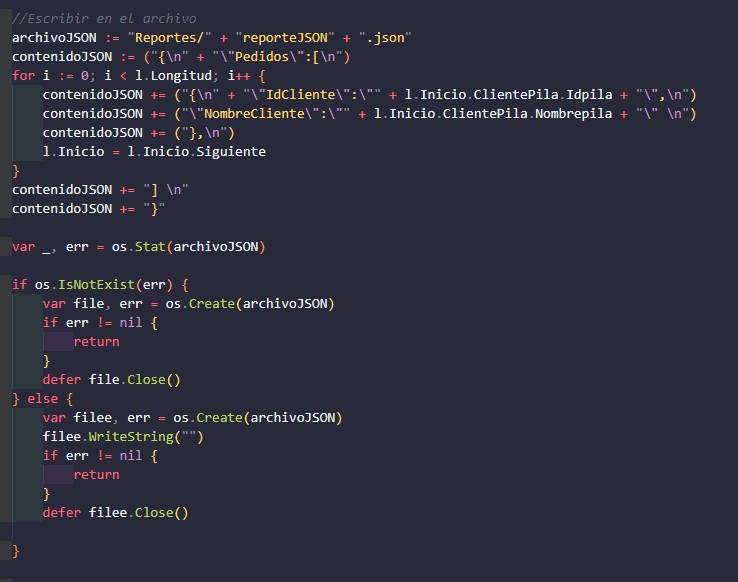 //Escribir en el archivo
archivoJSON := "Reportes/" + "reporteJSON" + ".json"
contenidoJSON := ("{\n" + "\"Pedidos\":[\n")
for i := 0; i < l.Longitud; i++ {
contenidoJSON += ("{\n" + "\"IdCliente\":\"" + l.Inicio.ClientePila.Idpila + "\",\n")
contenidoJSON += ("\"NombreCliente\":\"" + l.Inicio.ClientePila.Nombrepila + "\" \n")
contenidoJSON += ("},\n")
l.Inicio = l.Inicio.Siguiente
}
contenidoJSON += "] \n"
contenidoJSON += "}"
var _, err = os.Stat(archivoJSON)
if os.IsNotExist(err) {
var file, err = os.Create(archivoJSON)
if err != nil {
return
}
defer file.Close()
} else {
var filee, err = os.Create(archivoJSON)
filee.WriteString("")
if err != nil {
return
}
defer filee.Close()
}